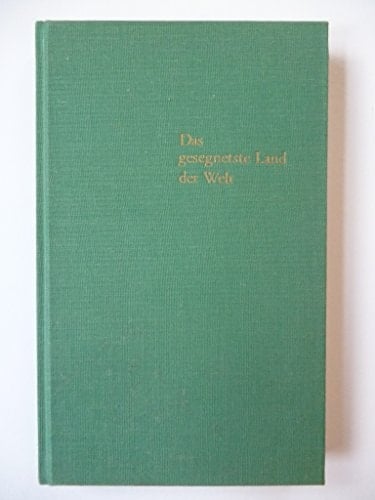 Das
gesegnetste Land
der Welt